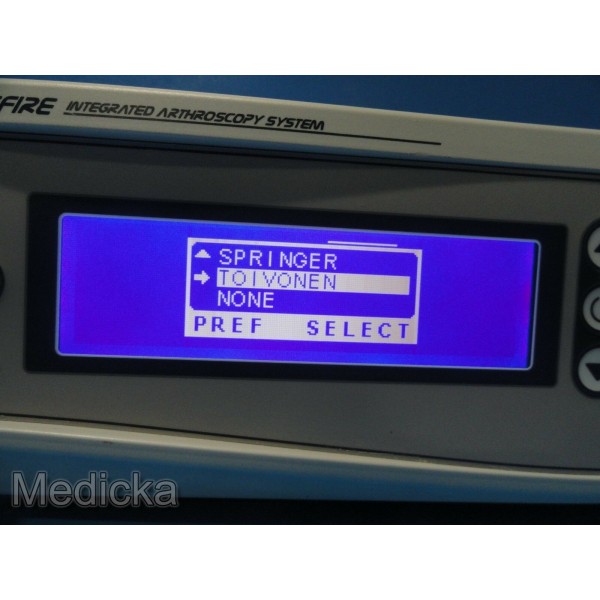 FIRE INTEGRATED ARTHROSCOPY SYSTEM
SPRINGER
TOIVONEN
NONE
PREF SELECT
Medicka